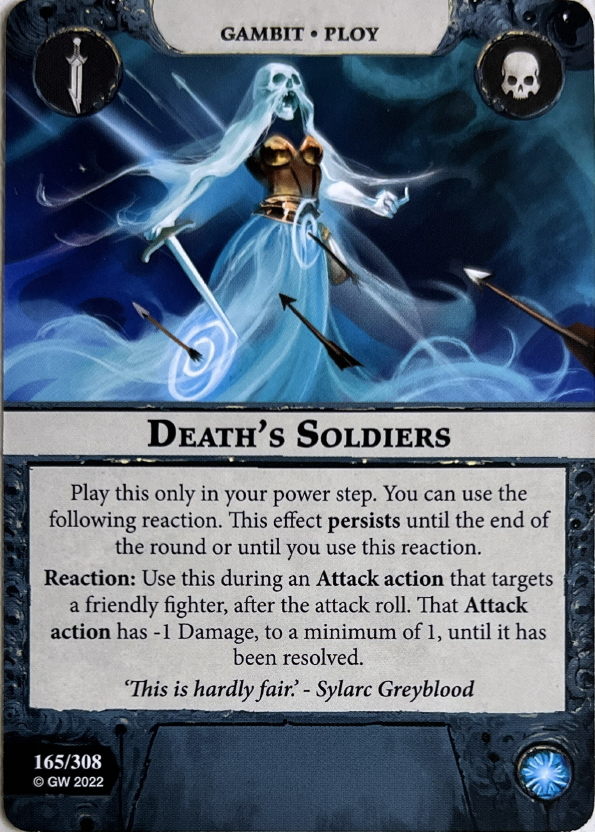 GAMBIT • PLOY
DEATH'S SOLDIERS
Play this only in your power step. You can use the
following reaction. This effect persists until the end of
the round or until you use this reaction.
Reaction: Use this during an Attack action that targets
a friendly fighter, after the attack roll. That Attack
action has -1 Damage, to a minimum of 1, until it has
been resolved.
'This is hardly fair.' - Sylarc Greyblood
165/308
© GW 2022